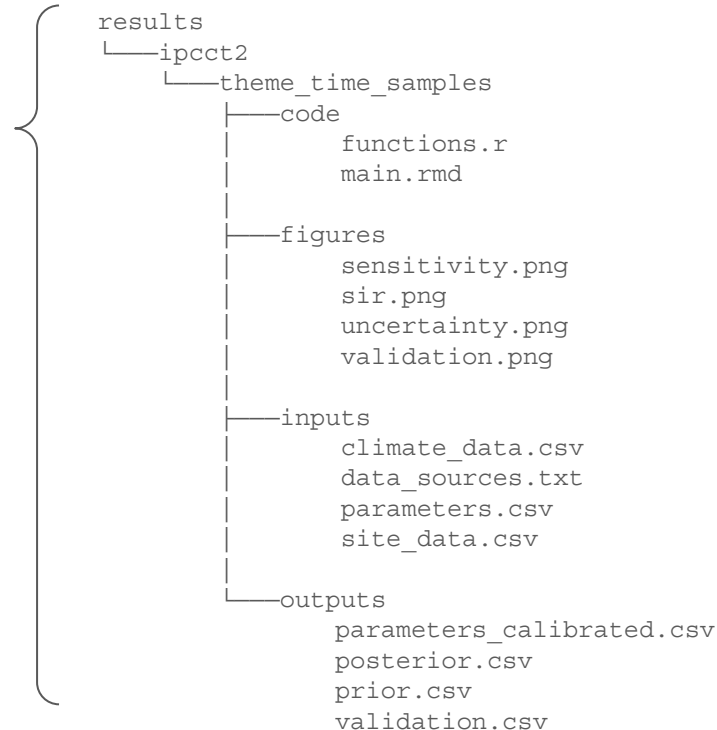 results
└───ipcct2
└───theme_time_samples
├───code
│ functions.r
│ main.rmd
│
├───figures
│ sensitivity.png
│ sir.png
│ uncertainty.png
│ validation.png
│
├───inputs
│ climate_data.csv
│ data_sources.txt
│ parameters.csv
│ site_data.csv
│
└───outputs
parameters_calibrated.csv
posterior.csv
prior.csv
validation.csv